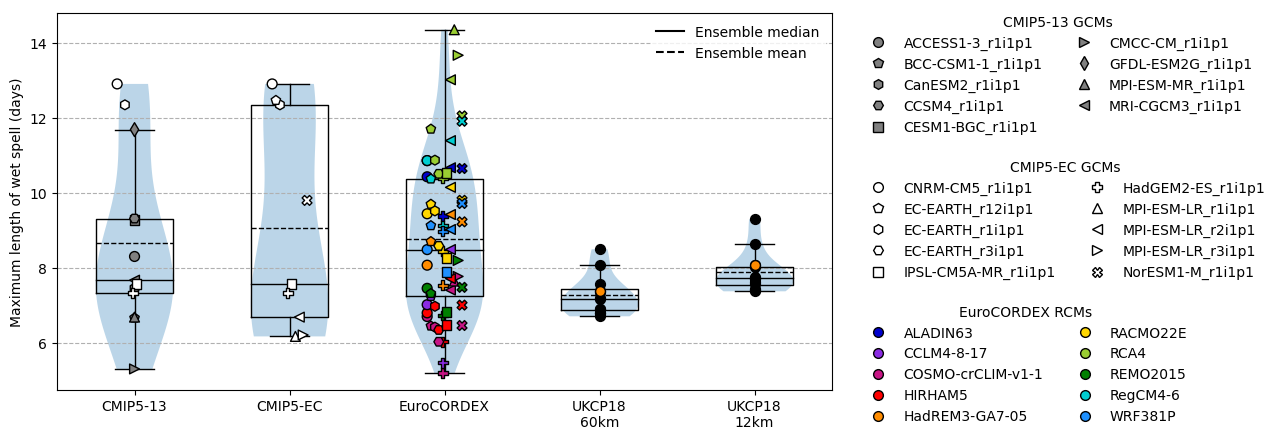 Maximum length of wet spell (days)
14
12
10
8
6
CMIP5-13
CMIP5-EC
EuroCORDEX
UKCP18
60km
UKCP18
12km
Ensemble median
Ensemble mean
CMIP5-13 GCMs
ACCESS1-3_r1i1p1
BCC-CSM1-1_r1i1p1
CanESM2_r1i1p1
CCSM4_r1i1p1
CESM1-BGC_r1i1p1
CMCC-CM_r1i1p1
GFDL-ESM2G_r1i1p1
MPI-ESM-MR_r1i1p1
MRI-CGCM3_r1i1p1
CMIP5-EC GCMs
CNRM-CM5_r1i1p1
EC-EARTH_r12i1p1
EC-EARTH_r1i1p1
EC-EARTH_r3i1p1
IPSL-CM5A-MR_r1i1p1
HadGEM2-ES_r1i1p1
MPI-ESM-LR_r1i1p1
MPI-ESM-LR_r2i1p1
MPI-ESM-LR_r3i1p1
NorESM1-M_r1i1p1
EuroCORDEX RCMs
ALADIN63
CCLM4-8-17
COSMO-crCLIM-v1-1
HIRHAM5
HadREM3-GA7-05
RACMO22E
RCA4
REMO2015
RegCM4-6
WRF381P